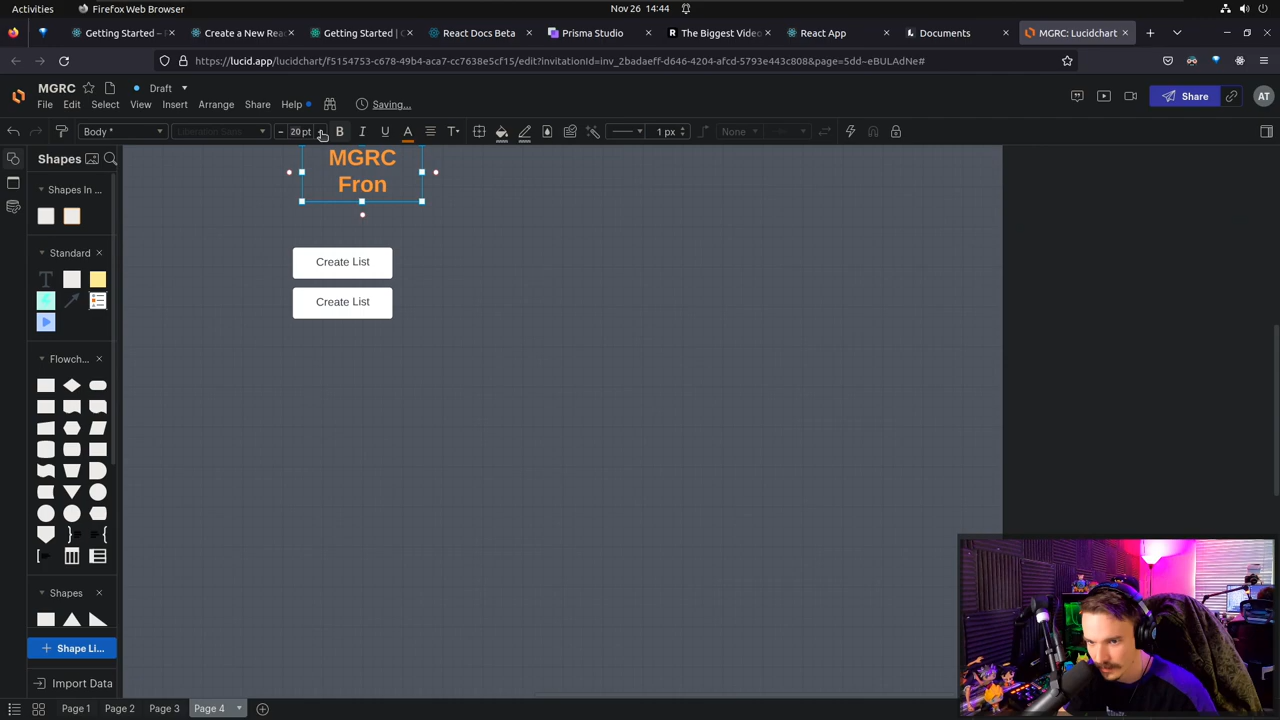 Activities
Firefox Web Browser
Nov 26 14:44
Getting Started – F
Create a New Rea
Getting Started | C
React Docs Beta
Prisma Studio
The Biggest Video
React App
Documents
MGRC: Lucidchart
https://lucid.app/lucidchart/f5154753-c678-49b4-aca7-cc7638e5cf15/edit?invitationId=inv_2badaeff-d646-4204-afcd-5793e443c808&page=5dd~eBULAdNe#
MGRC
Draft
File Edit Select View Insert Arrange Share Help
Saving...
Share
AT
Body *
Liberation Sans
20 pt
B I U A T
1 px
None
Shapes
Shapes In ...
Standard
T
Flowch...
Shapes
Shape Li...
Import Data
MGRC
Fron
Create List
Create List
Page 1
Page 2
Page 3
Page 4